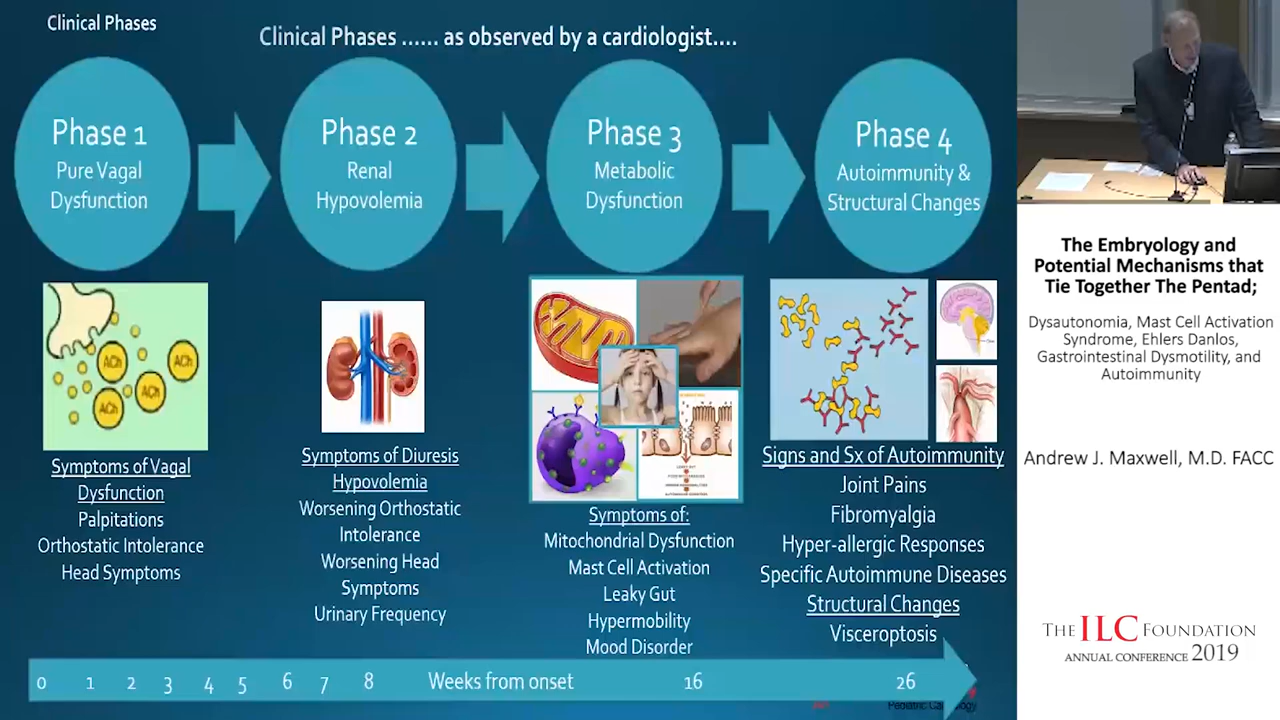 Clinical Phases
Clinical Phases ...... as observed by a cardiologist....
Phase 1
Pure Vagal
Dysfunction
Phase 2
Renal
Hypovolemia
Phase 3
Metabolic
Dysfunction
Phase 4
Autoimmunity &
Structural Changes
ACh
ACh
ACh
ACh
Symptoms of Vagal
Dysfunction
Palpitations
Orthostatic Intolerance
Head Symptoms
Symptoms of Diuresis
Hypovolemia
Worsening Orthostatic
Intolerance
Worsening Head
Symptoms
Urinary Frequency
Symptoms of:
Mitochondrial Dysfunction
Mast Cell Activation
Leaky Gut
Hypermobility
Mood Disorder
Signs and Sx of Autoimmunity
Joint Pains
Fibromyalgia
Hyper-allergic Responses
Specific Autoimmune Diseases
Structural Changes
Visceroptosis
0 1 2 3 4 5 6 7 8 Weeks from onset 16 26
The Embryology and
Potential Mechanisms that
Tie Together The Pentad;
Dysautonomia, Mast Cell Activation
Syndrome, Ehlers Danlos,
Gastrointestinal Dysmotility, and
Autoimmunity
Andrew J. Maxwell, M.D. FACC
THE ILC FOUNDATION
ANNUAL CONFERENCE 2019